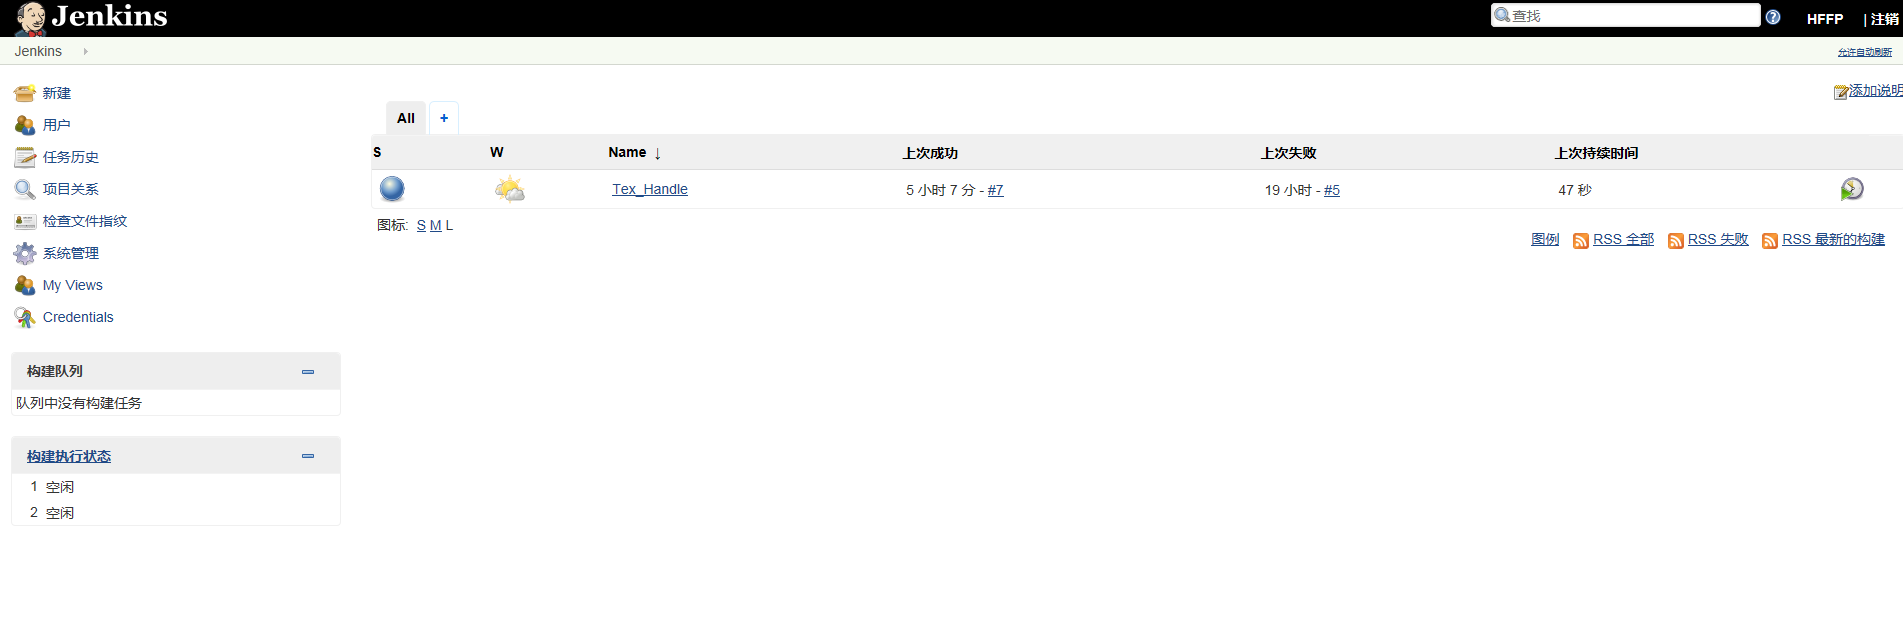 Jenkins
查找
HFFP | 注销
Jenkins
允许自动刷新
新建
用户
任务历史
项目关系
检查文件指纹
系统管理
My Views
Credentials
构建队列
队列中没有构建任务
构建执行状态
1 空闲
2 空闲
添加说明
All +
S W Name ↓ 上次成功 上次失败 上次持续时间
Tex_Handle 5 小时 7 分 - #7 19 小时 - #5 47 秒
图标: S M L
图例 RSS 全部 RSS 失败 RSS 最新的构建